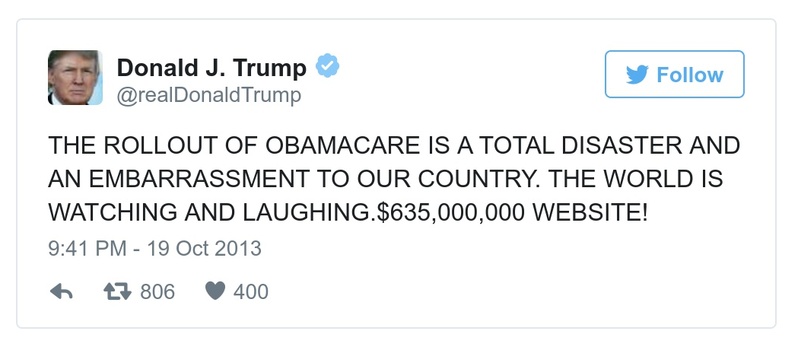 Donald J. Trump
@realDonaldTrump
Follow
THE ROLLOUT OF OBAMACARE IS A TOTAL DISASTER AND
AN EMBARRASSMENT TO OUR COUNTRY. THE WORLD IS
WATCHING AND LAUGHING.$635,000,000 WEBSITE!
9:41 PM - 19 Oct 2013
806 400